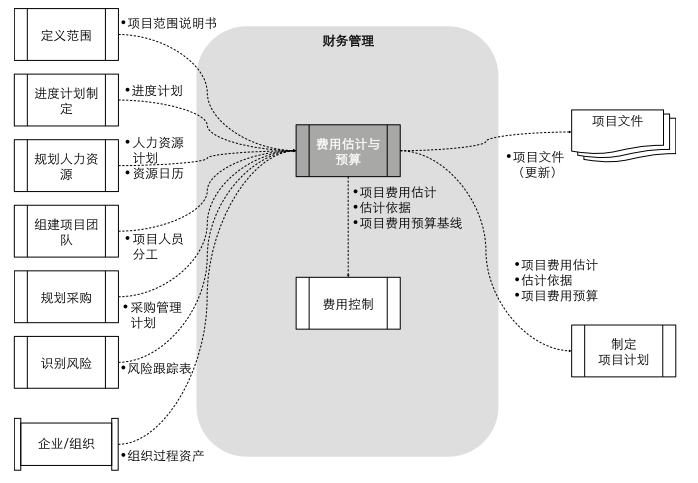 定义范围
•项目范围说明书
财务管理
进度计划制
定
•进度计划
规划人力资
源
•人力资源
计划
•资源日历
费用估计与
预算
项目文件
•项目文件
（更新）
组建项目团
队
•项目人员
分工
•项目费用估计
•估计依据
•项目费用预算基线
规划采购
•采购管理
计划
费用控制
•项目费用估计
•估计依据
•项目费用预算
识别风险
•风险跟踪表
制定
项目计划
企业/组织
•组织过程资产